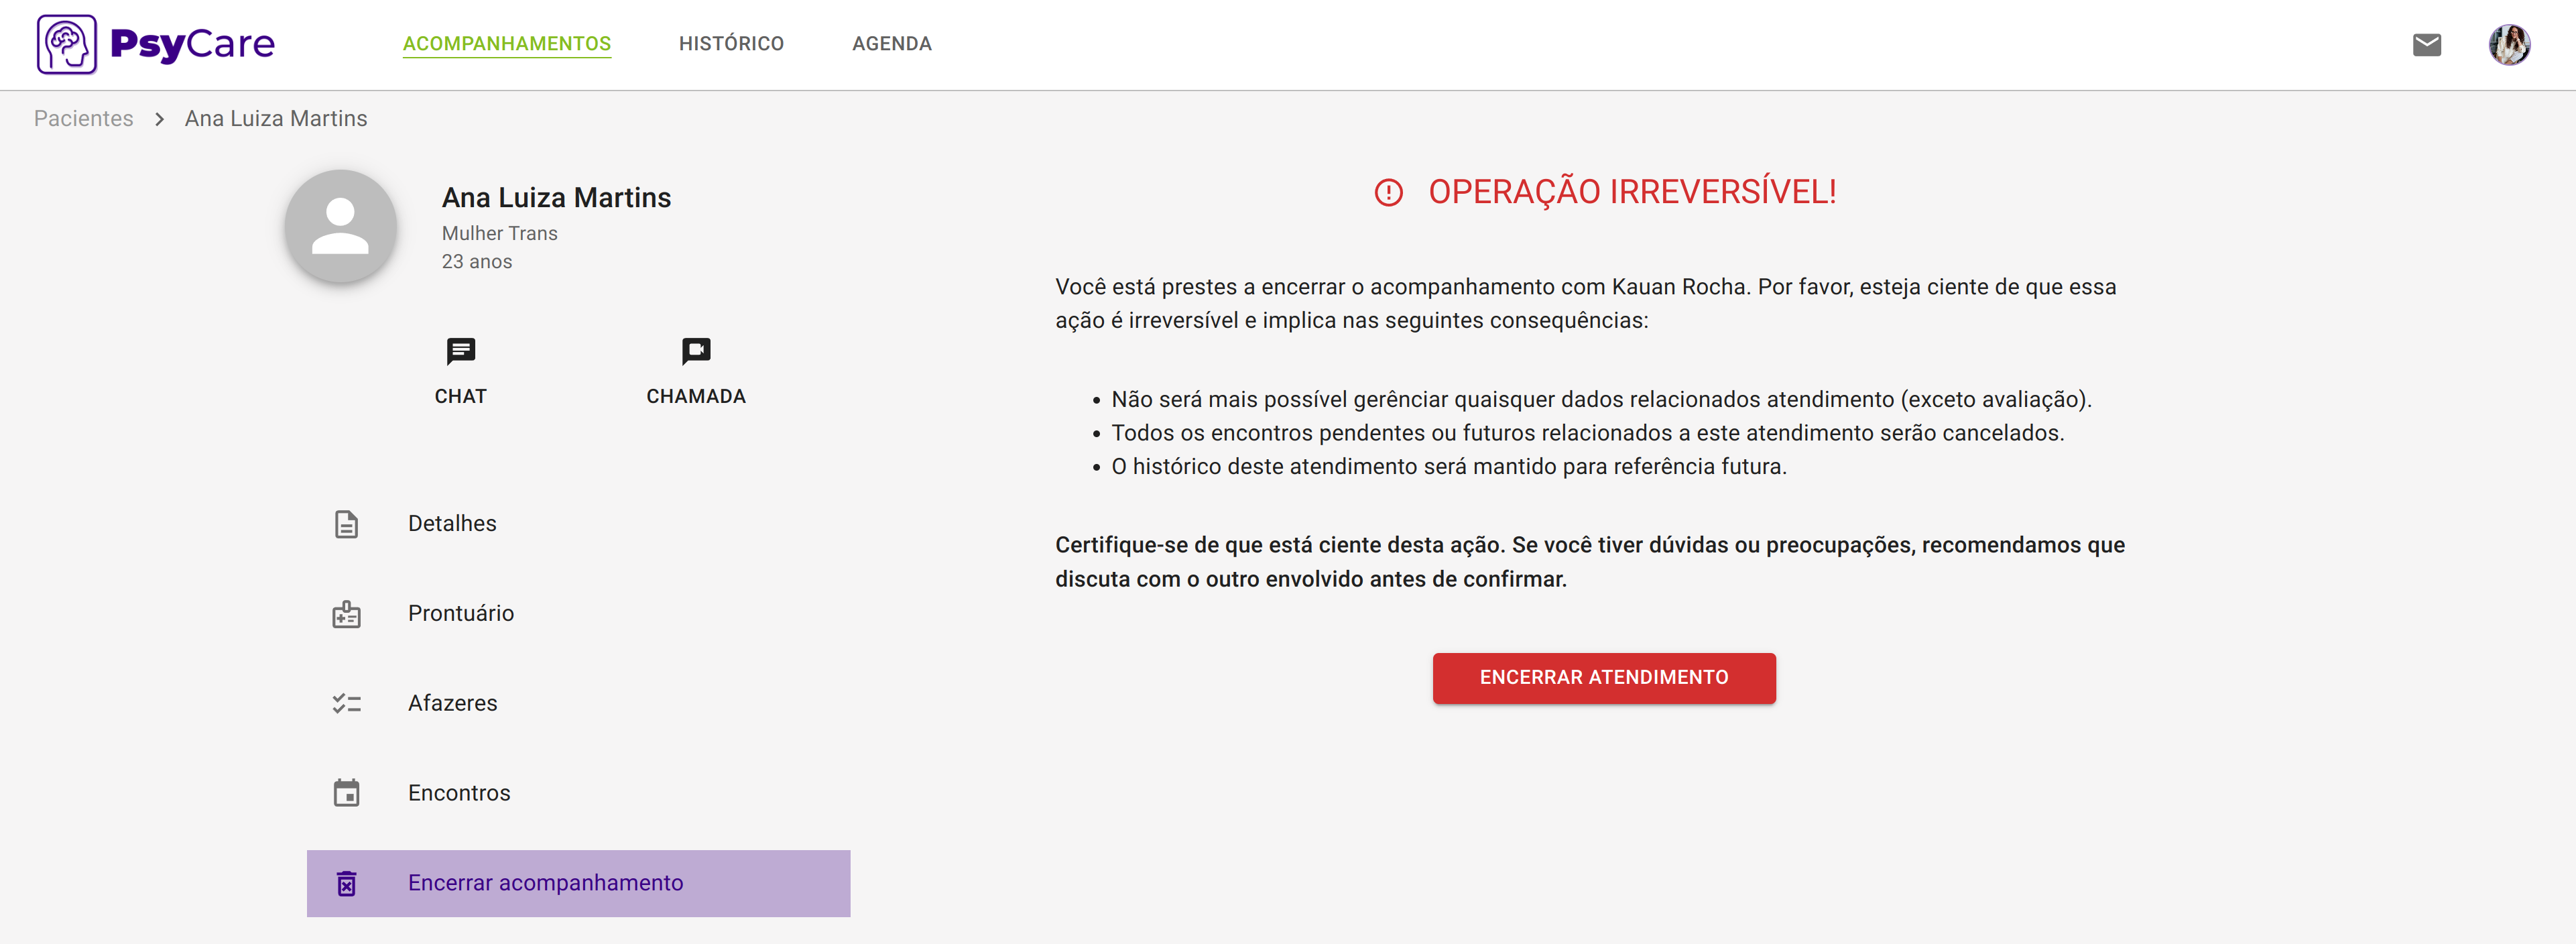 PsyCare
ACOMPANHAMENTOS
HISTÓRICO
AGENDA
Pacientes
Ana Luiza Martins
Ana Luiza Martins
Mulher Trans
23 anos
CHAT
CHAMADA
Detalhes
Prontuário
Afazeres
Encontros
Encerrar acompanhamento
OPERAÇÃO IRREVERSÍVEL!
Você está prestes a encerrar o acompanhamento com Kauan Rocha. Por favor, esteja ciente de que essa
ação é irreversível e implica nas seguintes consequências:
• Não será mais possível gerênciar quaisquer dados relacionados atendimento (exceto avaliação).
• Todos os encontros pendentes ou futuros relacionados a este atendimento serão cancelados.
• O histórico deste atendimento será mantido para referência futura.
Certifique-se de que está ciente desta ação. Se você tiver dúvidas ou preocupações, recomendamos que
discuta com o outro envolvido antes de confirmar.
ENCERRAR ATENDIMENTO